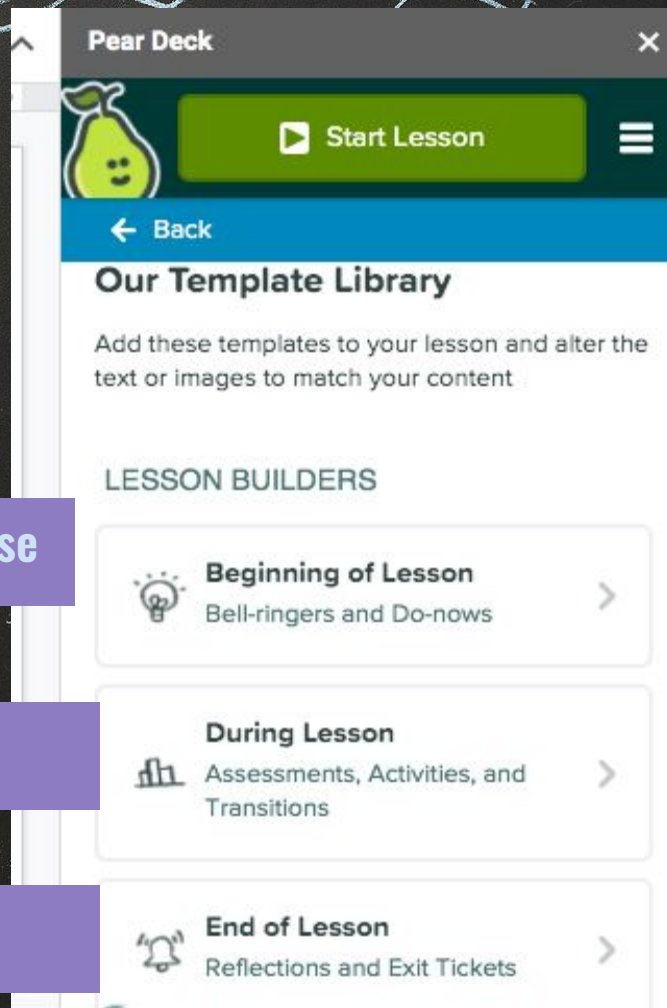 Pear Deck
Start Lesson
Back
Our Template Library
Add these templates to your lesson and alter the
text or images to match your content
LESSON BUILDERS
se
Beginning of Lesson
Bell-ringers and Do-nows
During Lesson
Assessments, Activities, and
Transitions
End of Lesson
Reflections and Exit Tickets